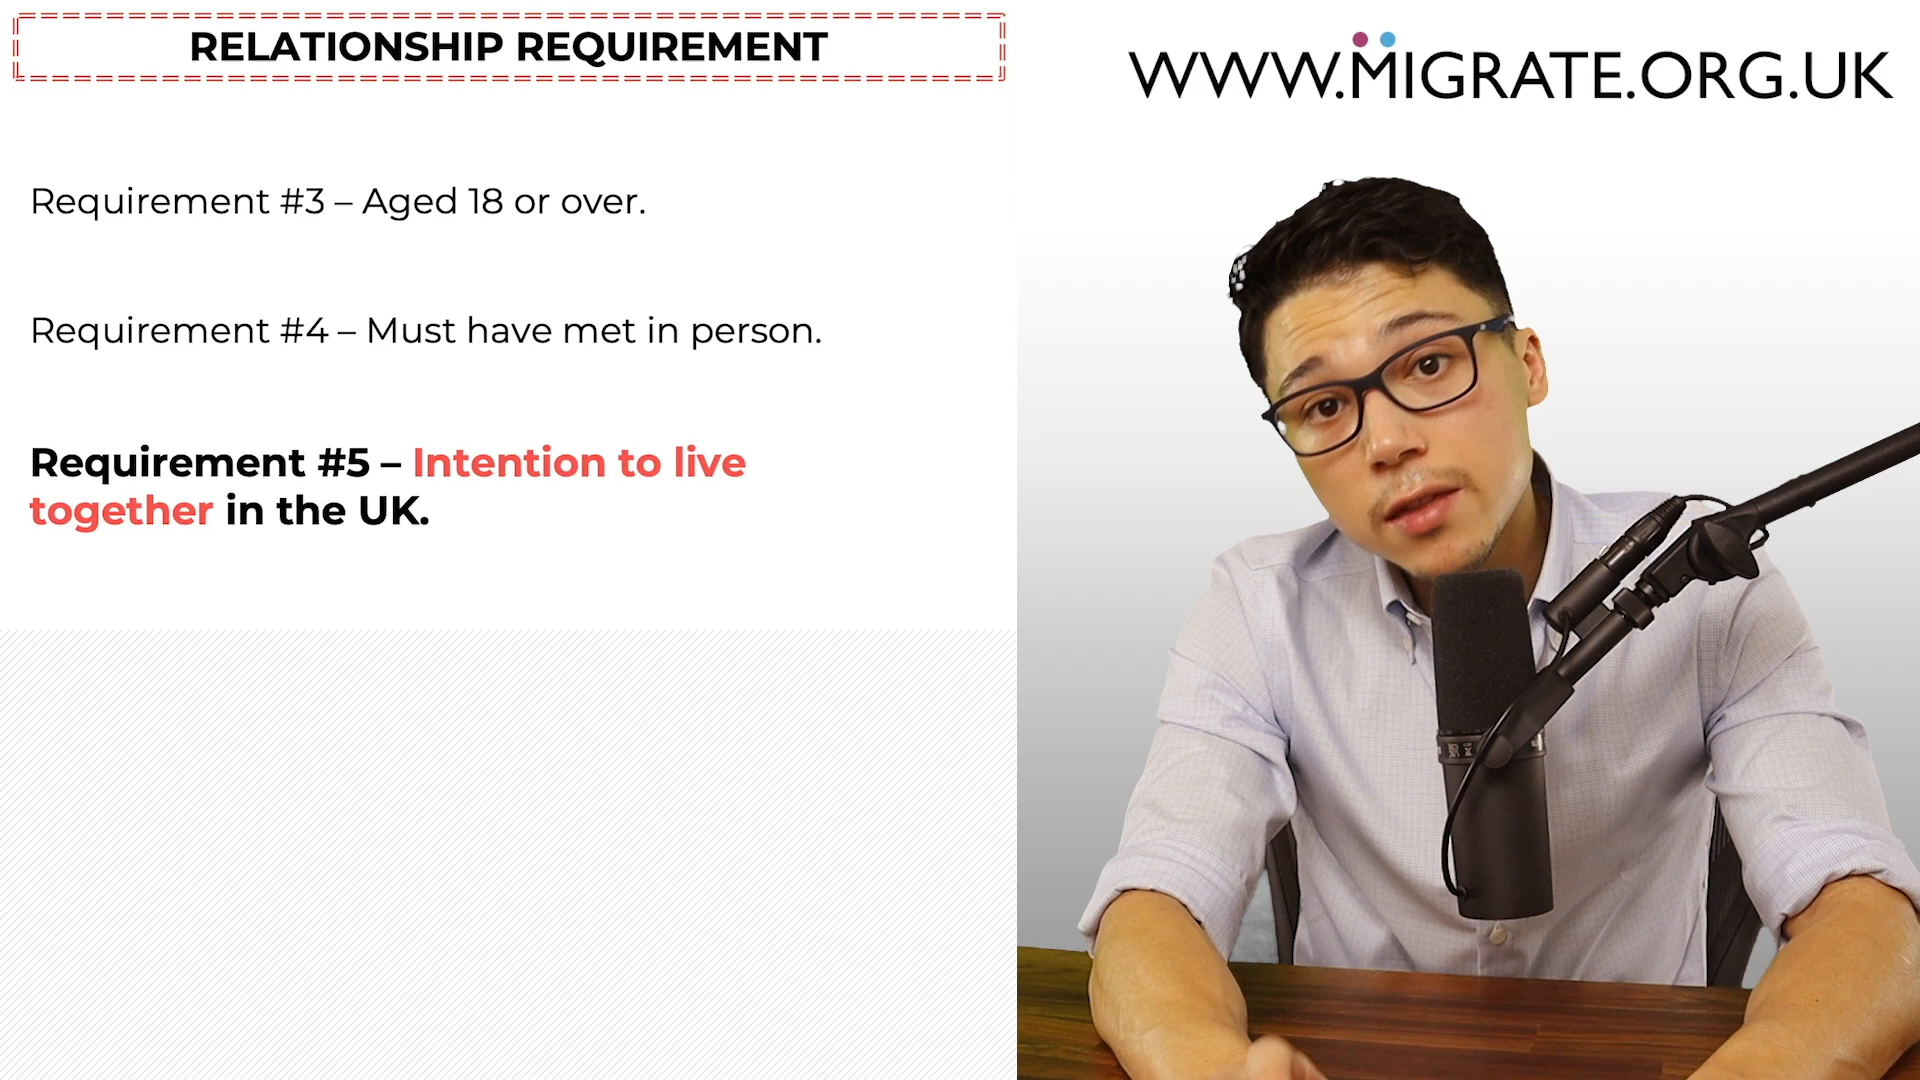 RELATIONSHIP REQUIREMENT
WWW.MIGRATE.ORG.UK
Requirement #3 – Aged 18 or over.
Requirement #4 – Must have met in person.
Requirement #5 – Intention to live
together in the UK.